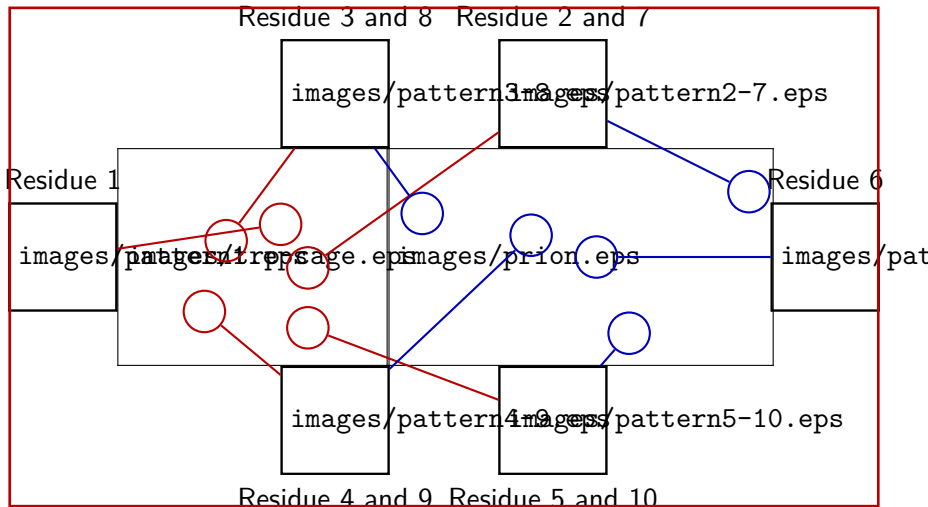 Residue 3 and 8
Residue 2 and 7
images/pattern3-8.eps
images/pattern2-7.eps
Residue 1
Residue 6
images/pattern1.eps
images/trp-cage.eps
images/prion.eps
images/pat
images/pattern4-9.eps
images/pattern5-10.eps
Residue 4 and 9
Residue 5 and 10